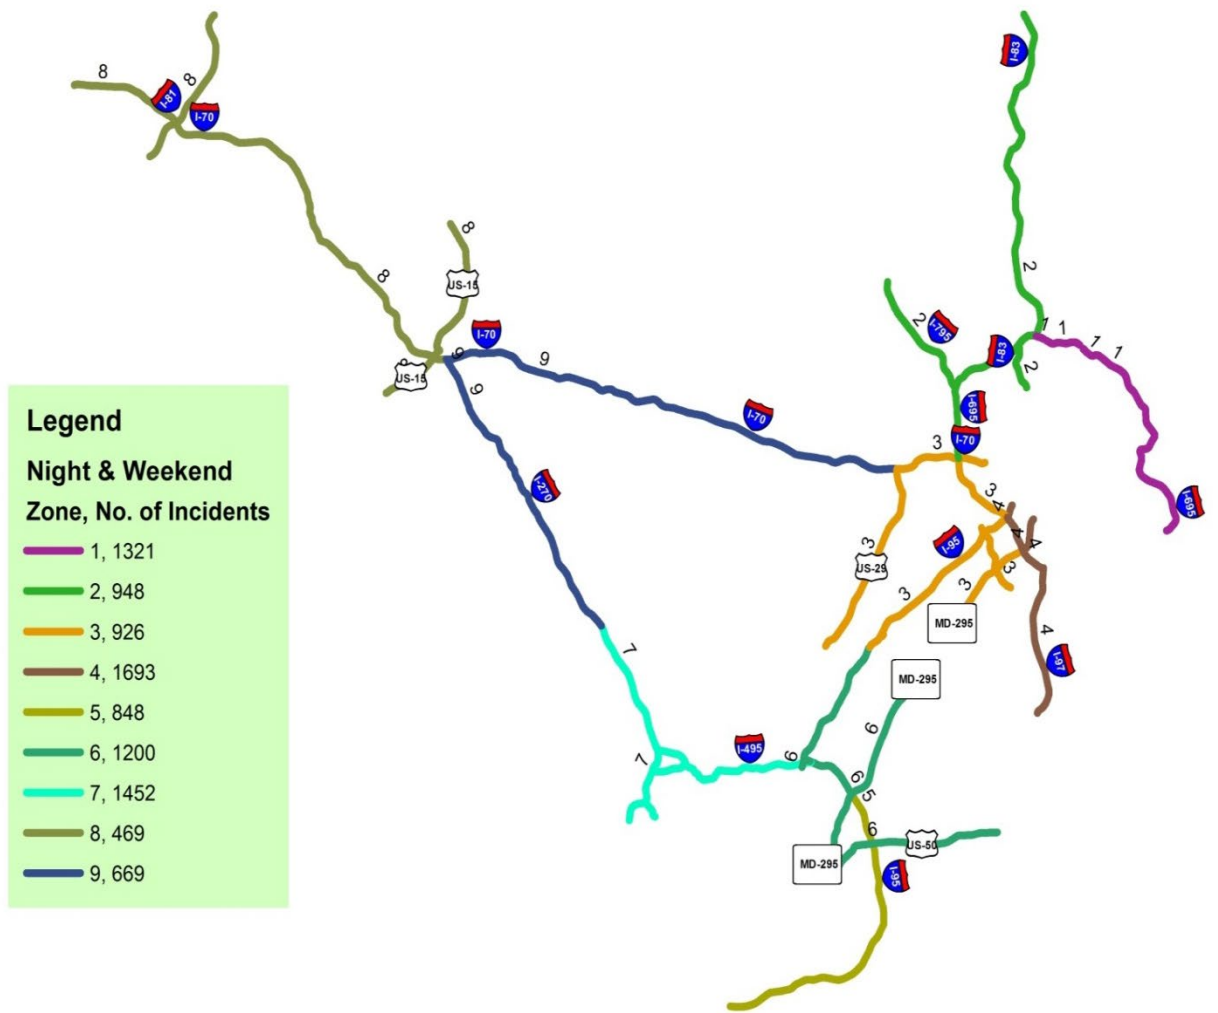 8
8
I-81
I-70
I-83
8
8
US-15
2
I-70
2
I-795
1
1
1
1
I-83
2
9
9
8
US-15
9
I-695
I-70
I-70
3
I-270
3
4
I-695
I-95
4
4
3
US-29
3
3
3
MD-295
4
I-97
7
MD-295
6
7
I-495
6
6
5
6
US-50
MD-295
I-95
Legend
Night & Weekend
Zone, No. of Incidents
1, 1321
2, 948
3, 926
4, 1693
5, 848
6, 1200
7, 1452
8, 469
9, 669